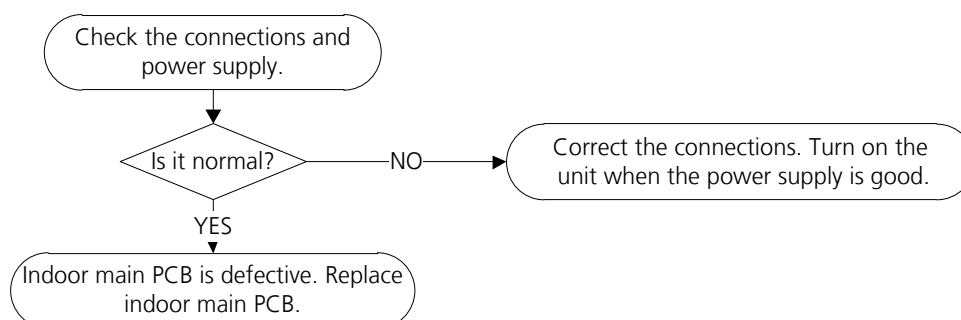 Check the connections and
power supply.
Is it normal?
NO
Correct the connections. Turn on the
unit when the power supply is good.
YES
Indoor main PCB is defective. Replace
indoor main PCB.